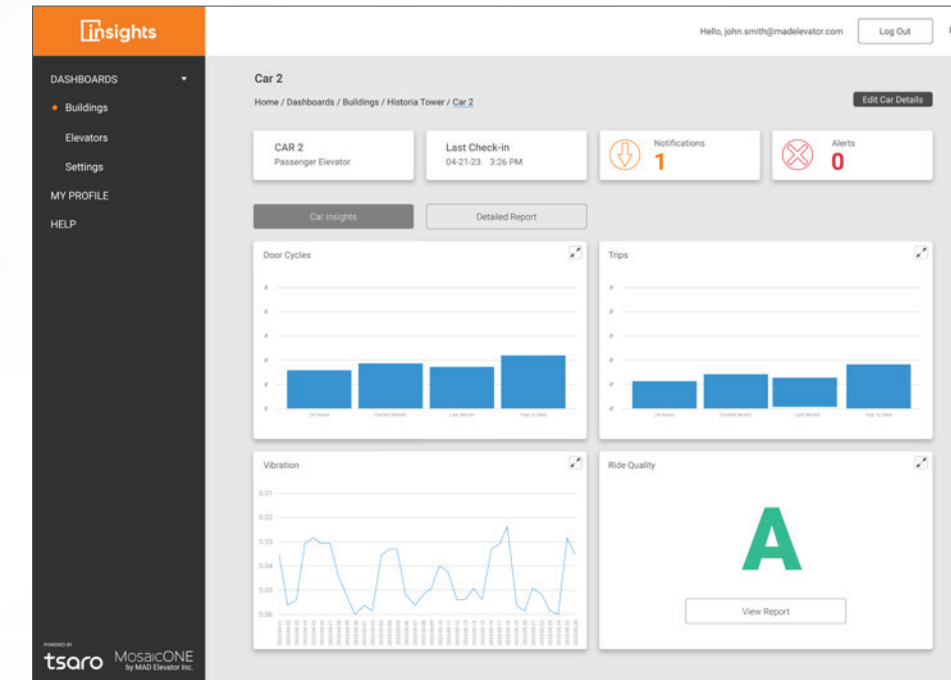 insights
Hello, john.smith@madelevator.com
Log Out
DASHBOARDS
Buildings
Elevators
Settings
MY PROFILE
HELP
Car 2
Home / Dashboards / Buildings / Historia Tower / Car 2
Edit Car Details
CAR 2
Passenger Elevator
Last Check-in
04-21-23 3:26 PM
Notifications
1
Alerts
0
Car Insights
Detailed Report
Door Cycles
#
#
#
#
#
#
24 Hours Current Month Last Month Year to Date
Trips
#
#
#
#
#
#
24 Hours Current Month Last Month Year to Date
Vibration
0.01
0.02
0.03
0.04
0.05
0.06
Ride Quality
A
View Report
POWERED BY
tsaro
MosaicONE
by MAD Elevator Inc.